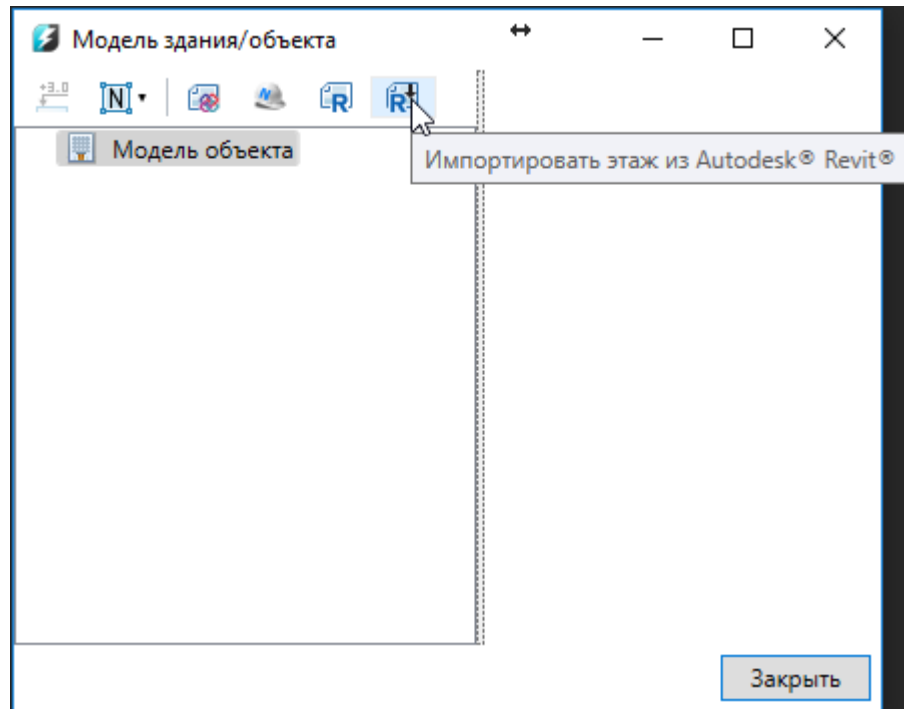 Модель здания/объекта
+3.0 N N R R
Модель объекта
Импортировать этаж из Autodesk® Revit®
Закрыть